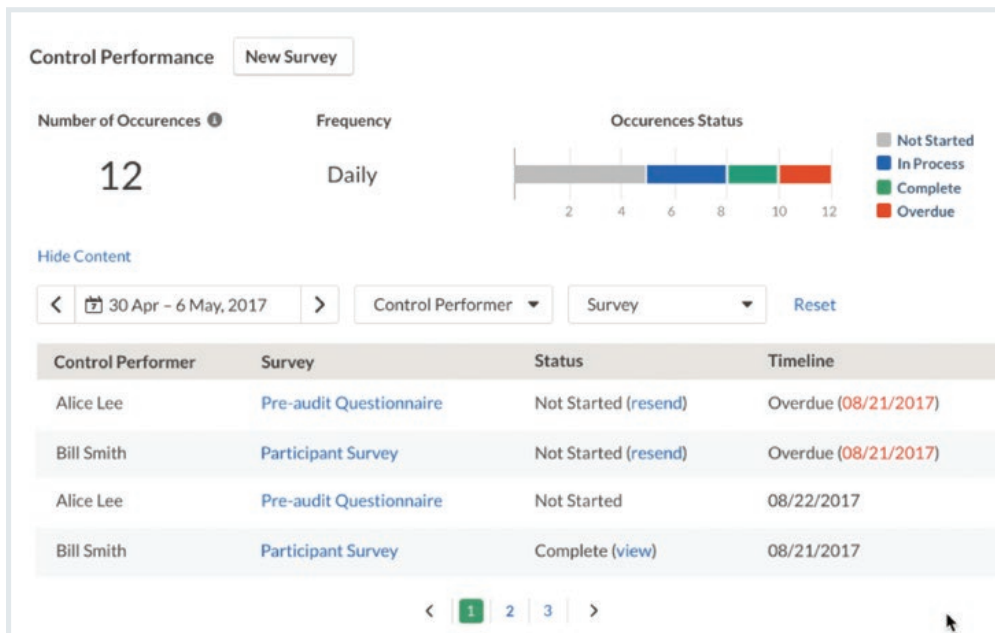 Control Performance New Survey
Number of Occurences Frequency Occurences Status
12 Daily
Not Started
In Process
Complete
Overdue
2 4 6 8 10 12
Hide Content
7 30 Apr – 6 May, 2017 Control Performer Survey Reset
Control Performer Survey Status Timeline
Alice Lee Pre-audit Questionnaire Not Started (resend) Overdue (08/21/2017)
Bill Smith Participant Survey Not Started (resend) Overdue (08/21/2017)
Alice Lee Pre-audit Questionnaire Not Started 08/22/2017
Bill Smith Participant Survey Complete (view) 08/21/2017
1 2 3